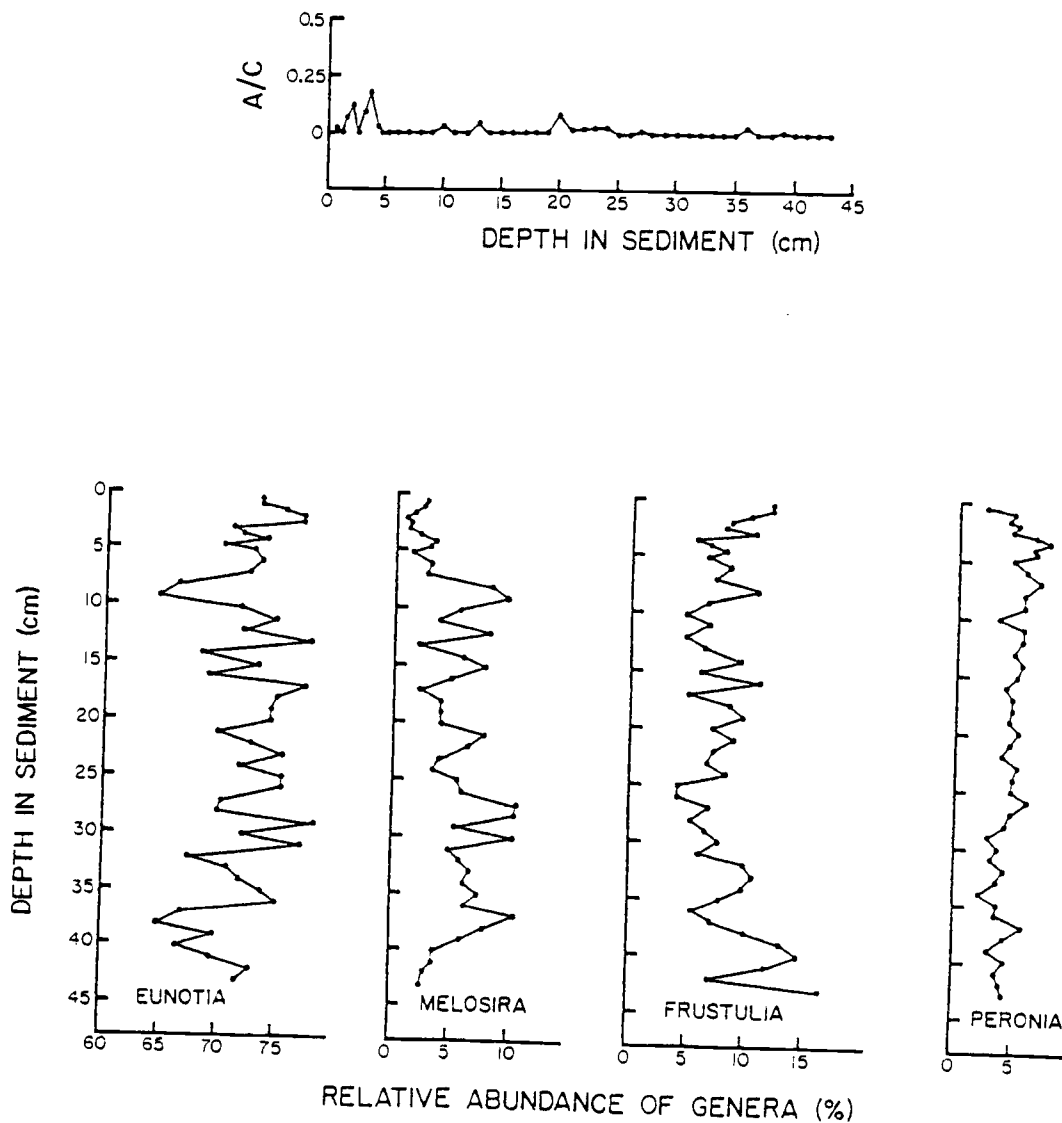 A/C
0.5
0.25
0
0 5 10 15 20 25 30 35 40 45
DEPTH IN SEDIMENT (cm)
DEPTH IN SEDIMENT (cm)
0
5
10
15
20
25
30
35
40
45
EUNOTIA
MELOSIRA
FRUSTULIA
PERONIA
60 65 70 75
0 5 10
0 5 10 15
0
RELATIVE ABUNDANCE OF GENERA (%)